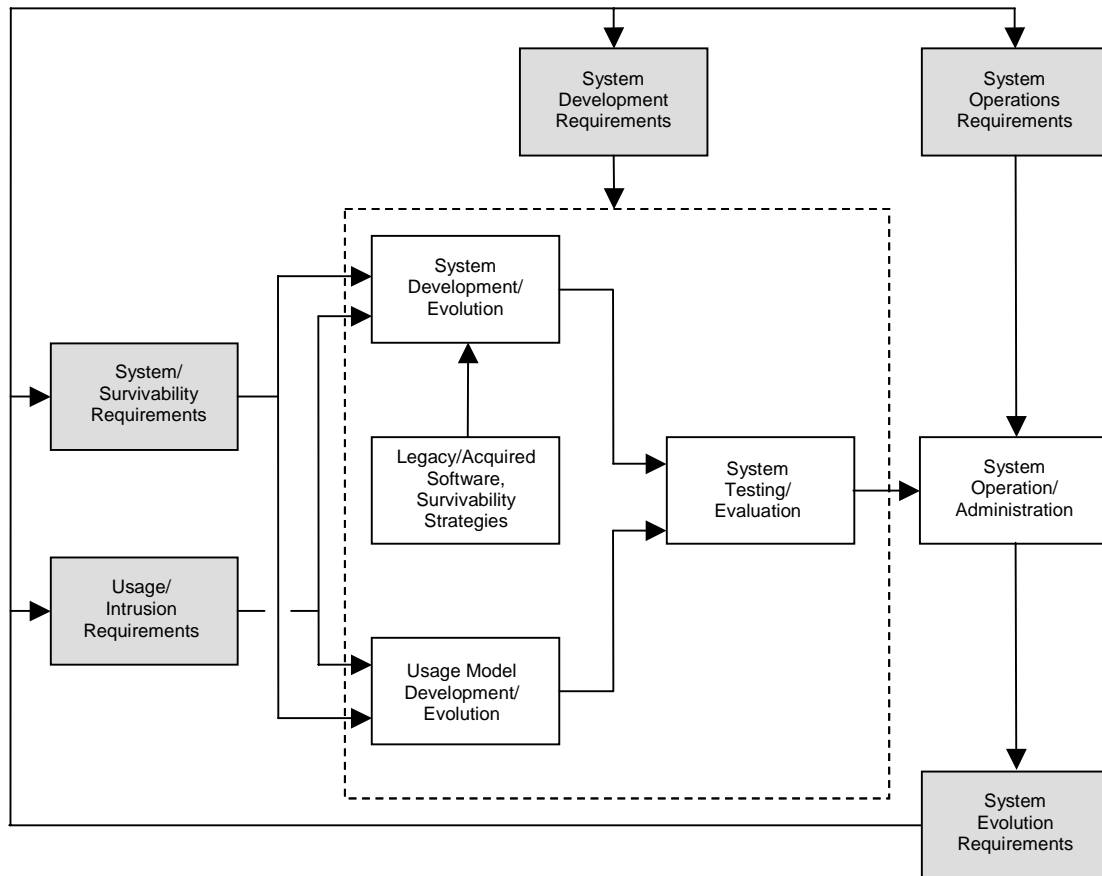 System
Development
Requirements
System
Operations
Requirements
System
Development/
Evolution
System/
Survivability
Requirements
Legacy/Acquired
Software,
Survivability
Strategies
System
Testing/
Evaluation
System
Operation/
Administration
Usage/
Intrusion
Requirements
Usage Model
Development/
Evolution
System
Evolution
Requirements